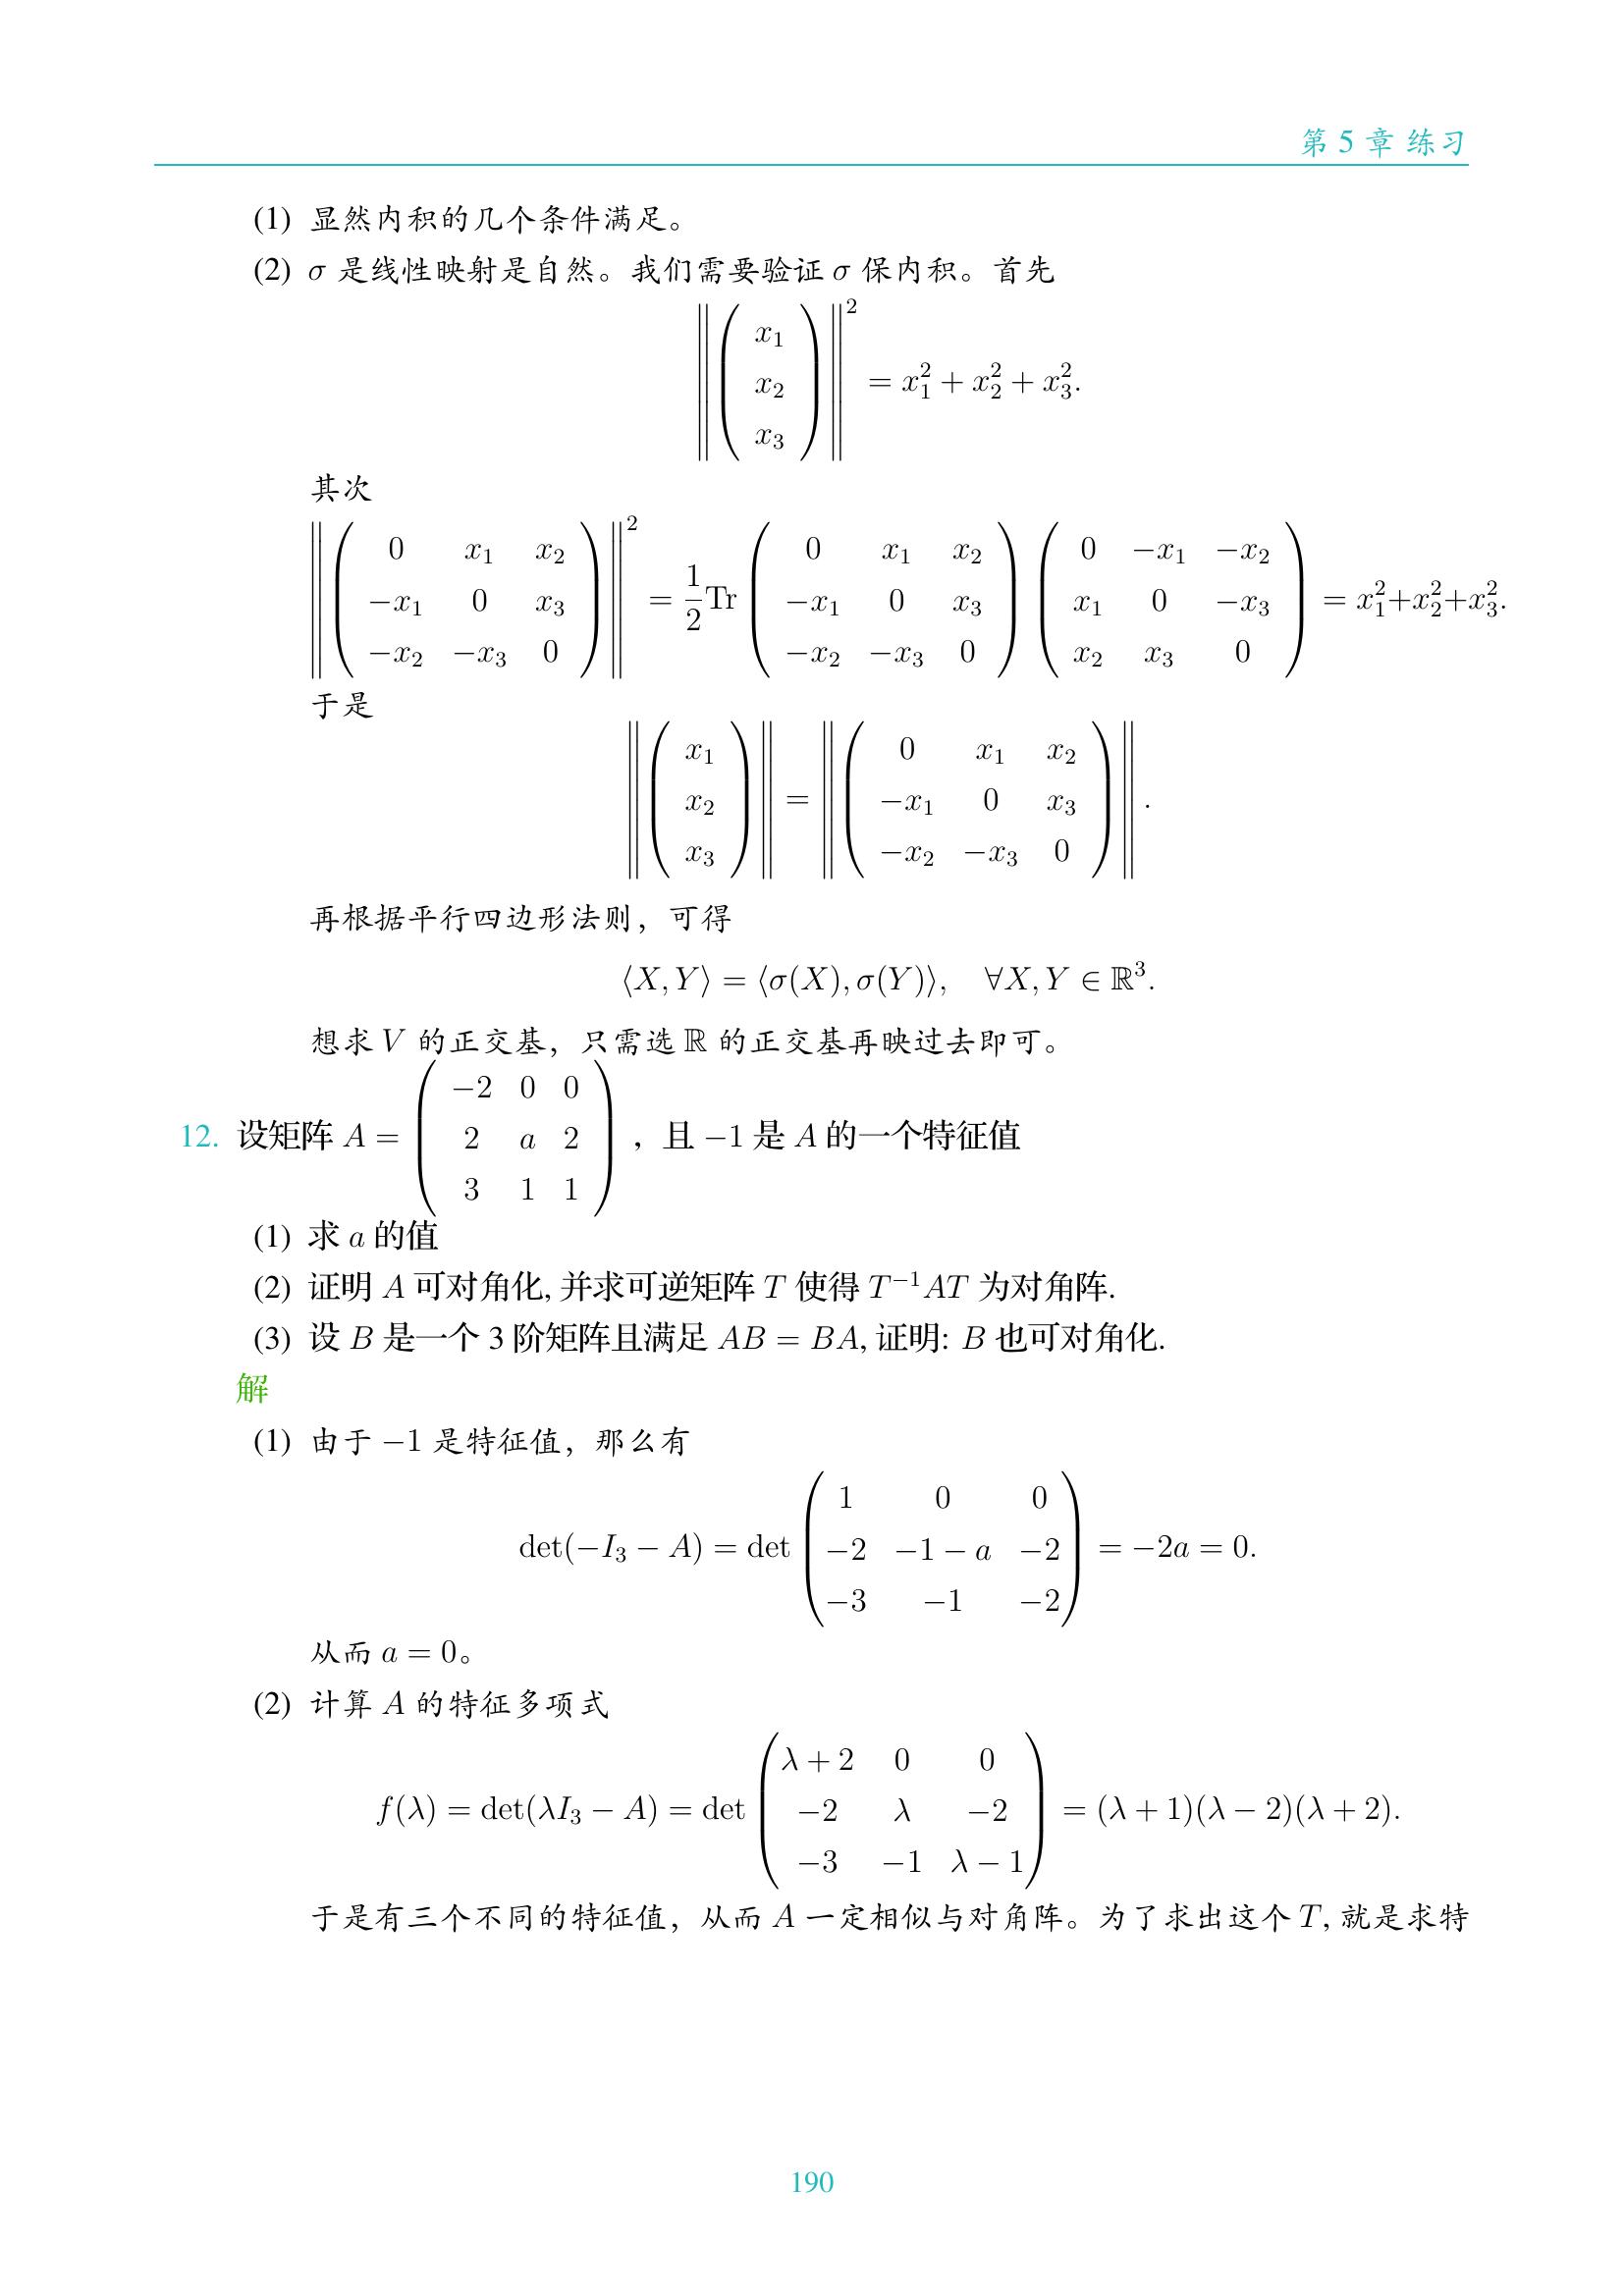 第 5 章 练习
(1) 显然内积的几个条件满足。
(2) σ 是线性映射是自然。我们需要验证 σ 保内积。首先
$$\left\|\begin{pmatrix} x_1 \\ x_2 \\ x_3 \end{pmatrix}\right\|^2 = x_1^2 + x_2^2 + x_3^2.$$
其次
$$\left\|\begin{pmatrix} 0 & x_1 & x_2 \\ -x_1 & 0 & x_3 \\ -x_2 & -x_3 & 0 \end{pmatrix}\right\|^2 = \frac{1}{2}\mathrm{Tr}\begin{pmatrix} 0 & x_1 & x_2 \\ -x_1 & 0 & x_3 \\ -x_2 & -x_3 & 0 \end{pmatrix}\begin{pmatrix} 0 & -x_1 & -x_2 \\ x_1 & 0 & -x_3 \\ x_2 & x_3 & 0 \end{pmatrix} = x_1^2+x_2^2+x_3^2.$$
于是
$$\left\|\begin{pmatrix} x_1 \\ x_2 \\ x_3 \end{pmatrix}\right\| = \left\|\begin{pmatrix} 0 & x_1 & x_2 \\ -x_1 & 0 & x_3 \\ -x_2 & -x_3 & 0 \end{pmatrix}\right\|.$$
再根据平行四边形法则，可得
$$\langle X, Y \rangle = \langle \sigma(X), \sigma(Y) \rangle, \quad \forall X, Y \in \mathbb{R}^3.$$
想求 V 的正交基，只需选 ℝ 的正交基再映过去即可。
12. 设矩阵 $A = \begin{pmatrix} -2 & 0 & 0 \\ 2 & a & 2 \\ 3 & 1 & 1 \end{pmatrix}$，且 −1 是 A 的一个特征值
(1) 求 a 的值
(2) 证明 A 可对角化, 并求可逆矩阵 T 使得 $T^{-1}AT$ 为对角阵.
(3) 设 B 是一个 3 阶矩阵且满足 AB = BA, 证明: B 也可对角化.
解
(1) 由于 −1 是特征值，那么有
$$\det(-I_3 - A) = \det\begin{pmatrix} 1 & 0 & 0 \\ -2 & -1-a & -2 \\ -3 & -1 & -2 \end{pmatrix} = -2a = 0.$$
从而 a = 0。
(2) 计算 A 的特征多项式
$$f(\lambda) = \det(\lambda I_3 - A) = \det\begin{pmatrix} \lambda+2 & 0 & 0 \\ -2 & \lambda & -2 \\ -3 & -1 & \lambda-1 \end{pmatrix} = (\lambda+1)(\lambda-2)(\lambda+2).$$
于是有三个不同的特征值，从而 A 一定相似与对角阵。为了求出这个 T, 就是求特
190